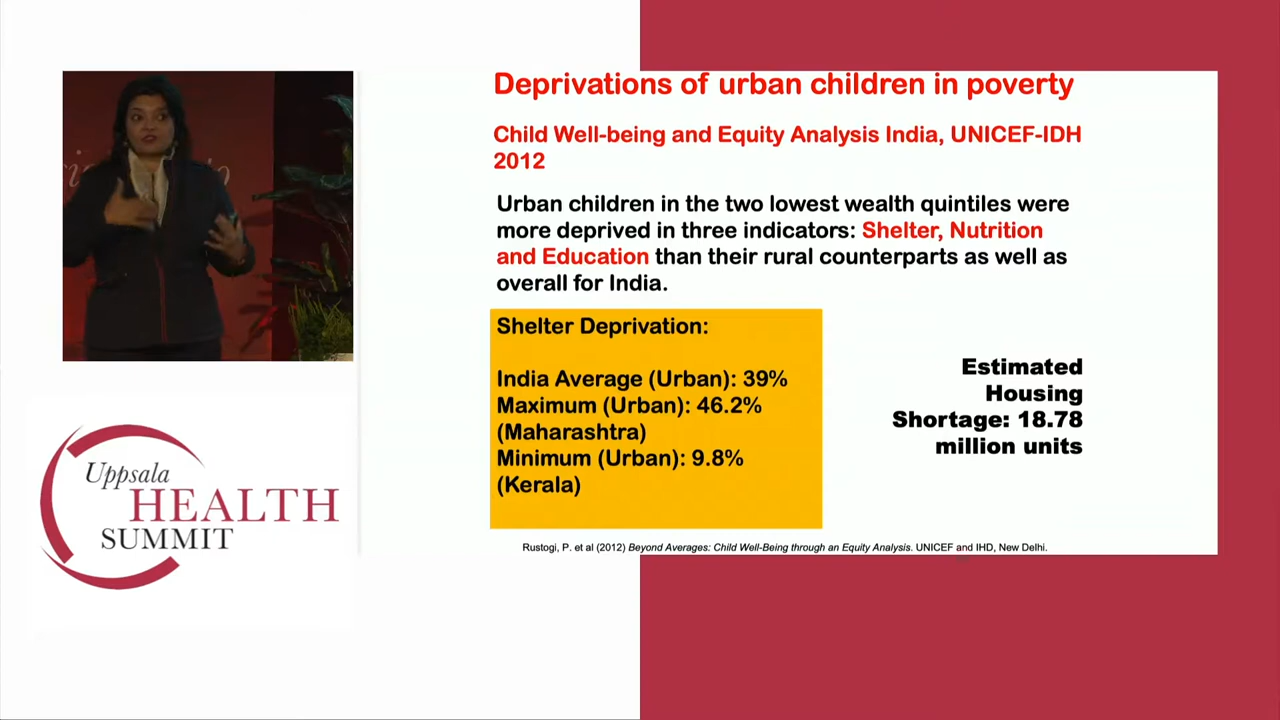 Deprivations of urban children in poverty
Child Well-being and Equity Analysis India, UNICEF-IDH
2012
Urban children in the two lowest wealth quintiles were
more deprived in three indicators: Shelter, Nutrition
and Education than their rural counterparts as well as
overall for India.
Shelter Deprivation:
India Average (Urban): 39%
Maximum (Urban): 46.2%
(Maharashtra)
Minimum (Urban): 9.8%
(Kerala)
Estimated
Housing
Shortage: 18.78
million units
Rustogi, P. et al (2012) Beyond Averages: Child Well-Being through an Equity Analysis. UNICEF and IHD, New Delhi.
Uppsala
HEALTH
SUMMIT